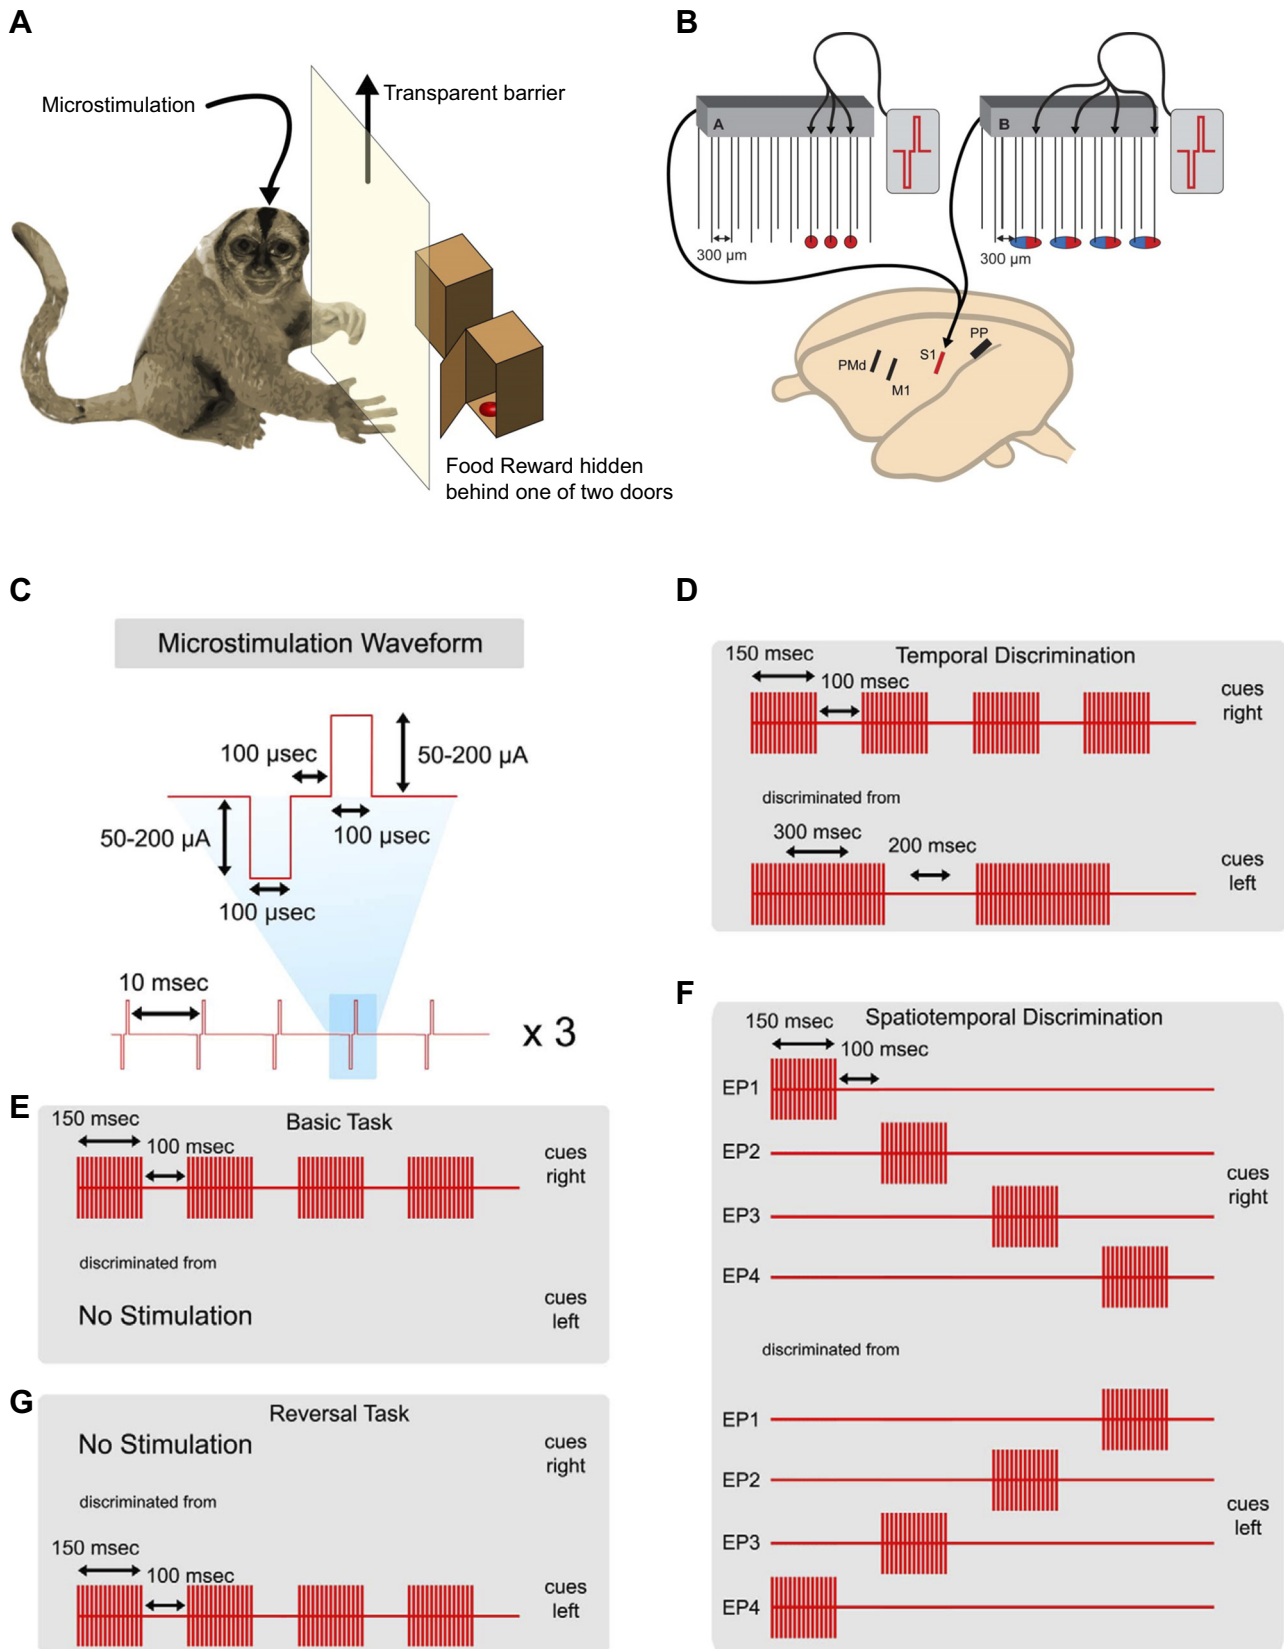 A
Microstimulation
Transparent barrier
Food Reward hidden
behind one of two doors
B
A
300 µm
B
300 µm
PMd
M1
S1
PP
C
Microstimulation Waveform
100 µsec
50-200 µA
50-200 µA
100 µsec
100 µsec
10 msec
x 3
D
Temporal Discrimination
150 msec
100 msec
cues
right
discriminated from
300 msec
200 msec
cues
left
E
Basic Task
150 msec
100 msec
cues
right
discriminated from
No Stimulation
cues
left
F
Spatiotemporal Discrimination
150 msec
100 msec
EP1
EP2
EP3
EP4
cues
right
discriminated from
EP1
EP2
EP3
EP4
cues
left
G
Reversal Task
No Stimulation
cues
right
discriminated from
150 msec
100 msec
cues
left